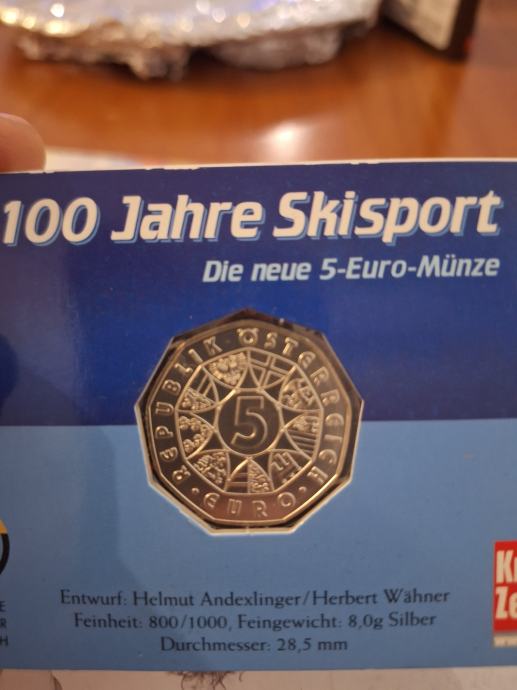 100 Jahre Skisport
Die neue 5-Euro-Münze
REPUBLIK ÖSTERREICH
5
· EURO ·
Entwurf: Helmut Andexlinger/Herbert Wähner
Feinheit: 800/1000, Feingewicht: 8,0g Silber
Durchmesser: 28,5 mm
E
R
H
K
Ze